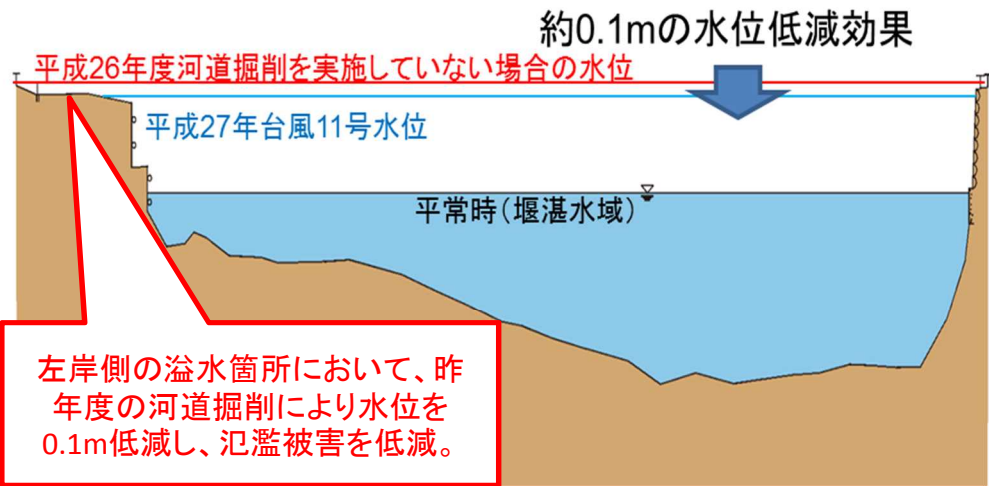 約0.1mの水位低減効果
平成26年度河道掘削を実施していない場合の水位
平成27年台風11号水位
平常時(堰湛水域)
左岸側の溢水箇所において、昨
年度の河道掘削により水位を
0.1m低減し、氾濫被害を低減。